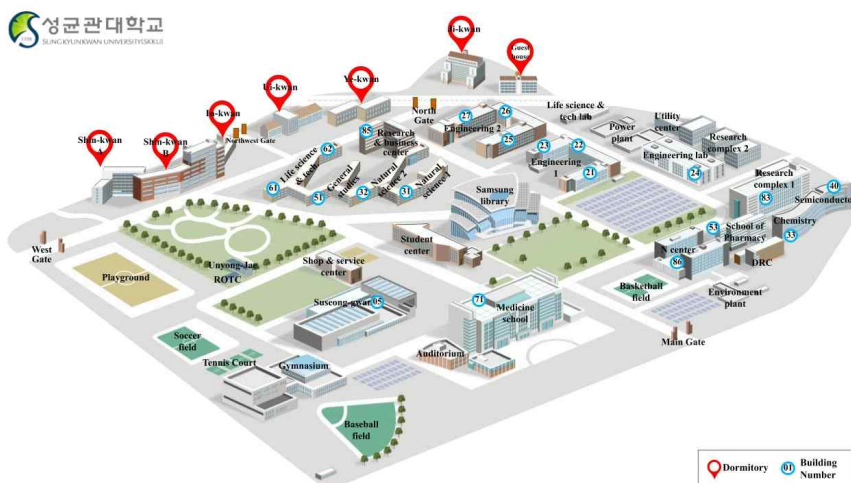 성균관대학교
SUNGKYUNKWAN UNIVERSITY(SKKU)
Ji-kwan
Guest
house
Ui-kwan
Ye-kwan
In-kwan
Shin-kwan
A
Shin-kwan
B
Northwest Gate
North
Gate
27
26
Engineering 2
25
Life science &
tech lab
Power
plant
Utility
center
Research
complex 2
85
Research
& business
center
62
Life science
& tech.
61
51
General
studies
32
Natural
science 2
31
Natural
science 1
23
22
Engineering
1
21
Engineering lab
24
Research
complex 1
83
40
Semiconductor
Chemistry
33
53
School of
Pharmacy
N center
86
DRC
Samsung
library
Student
center
West
Gate
Playground
ROTC
Shop & service
center
Suseong-gwan
05
71
Medicine
school
Basketball
field
Environment
plant
Main Gate
Soccer
field
Tennis Court
Gymnasium
Auditorium
Baseball
field
Dormitory
01
Building
Number